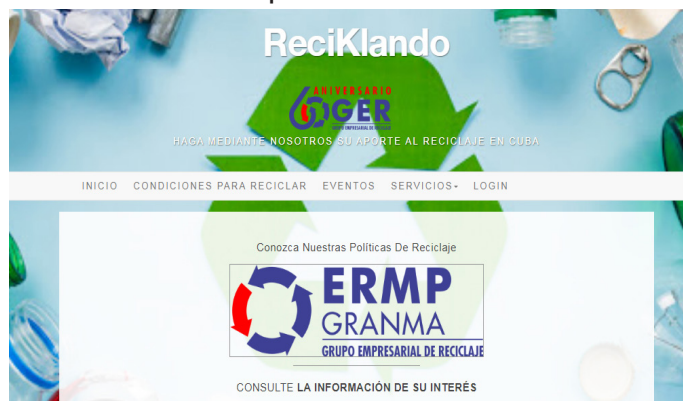 ReciKlando
ANIVERSARIO
60GER
GRUPO EMPRESARIAL DE RECICLAJE
HAGA MEDIANTE NOSOTROS SU APORTE AL RECICLAJE EN CUBA
INICIO CONDICIONES PARA RECICLAR EVENTOS SERVICIOS LOGIN
Conozca Nuestras Políticas De Reciclaje
ERMP
GRANMA
GRUPO EMPRESARIAL DE RECICLAJE
CONSULTE LA INFORMACIÓN DE SU INTERÉS